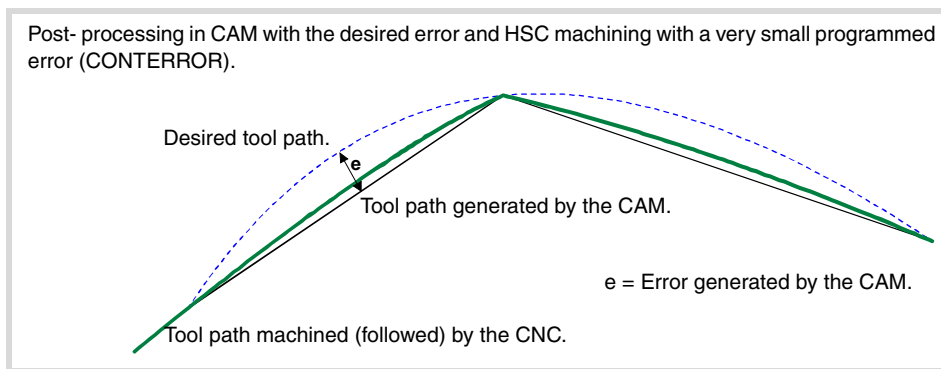 Post- processing in CAM with the desired error and HSC machining with a very small programmed
error (CONTERROR).
Desired tool path.
e
Tool path generated by the CAM.
e = Error generated by the CAM.
Tool path machined (followed) by the CNC.